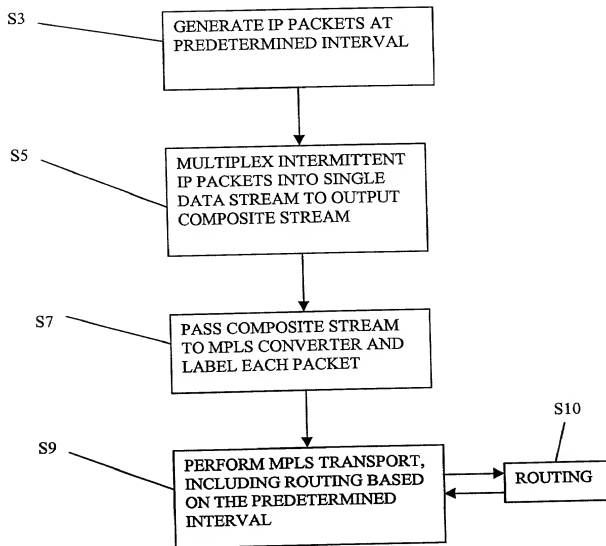 S3
GENERATE IP PACKETS AT
PREDETERMINED INTERVAL
S5
MULTIPLEX INTERMITTENT
IP PACKETS INTO SINGLE
DATA STREAM TO OUTPUT
COMPOSITE STREAM
S7
PASS COMPOSITE STREAM
TO MPLS CONVERTER AND
LABEL EACH PACKET
S9
PERFORM MPLS TRANSPORT,
INCLUDING ROUTING BASED
ON THE PREDETERMINED
INTERVAL
S10
ROUTING